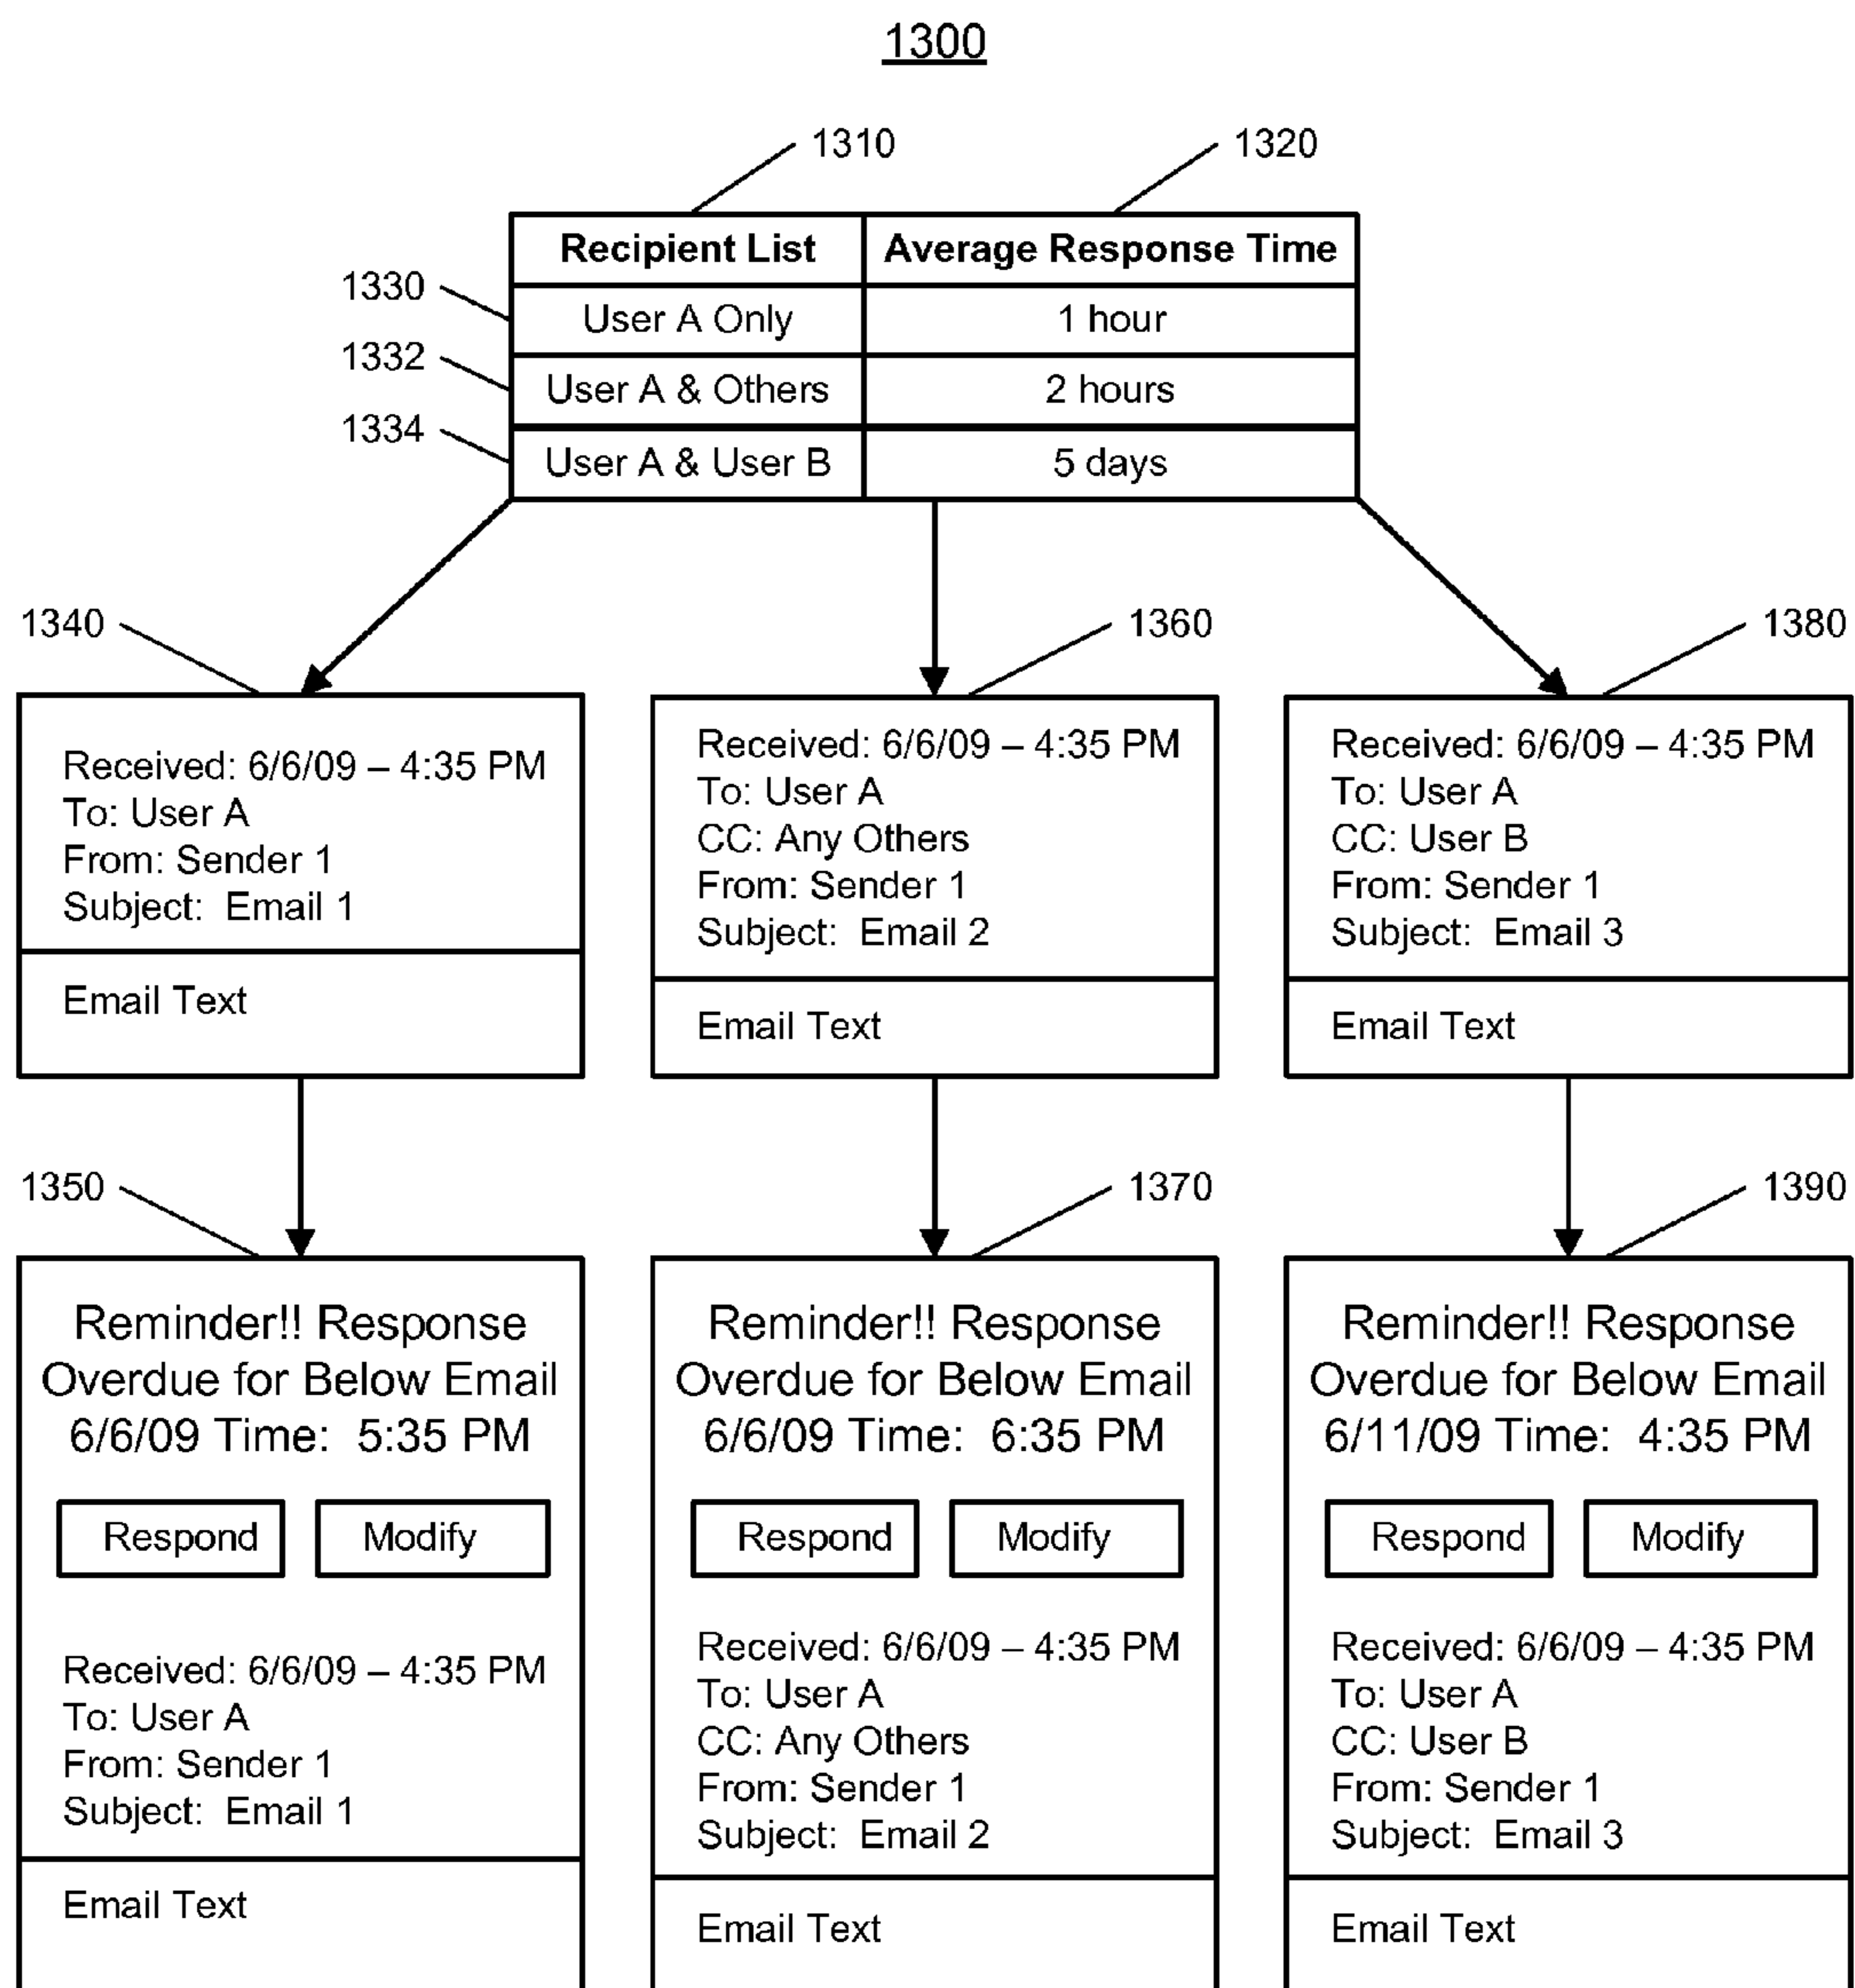 1300
1310
1320
Recipient List Average Response Time
1330
User A Only 1 hour
1332
User A & Others 2 hours
1334
User A & User B 5 days
1340
Received: 6/6/09 – 4:35 PM
To: User A
From: Sender 1
Subject: Email 1
Email Text
1360
Received: 6/6/09 – 4:35 PM
To: User A
CC: Any Others
From: Sender 1
Subject: Email 2
Email Text
1380
Received: 6/6/09 – 4:35 PM
To: User A
CC: User B
From: Sender 1
Subject: Email 3
Email Text
1350
Reminder!! Response
Overdue for Below Email
6/6/09 Time: 5:35 PM
Respond Modify
Received: 6/6/09 – 4:35 PM
To: User A
From: Sender 1
Subject: Email 1
Email Text
1370
Reminder!! Response
Overdue for Below Email
6/6/09 Time: 6:35 PM
Respond Modify
Received: 6/6/09 – 4:35 PM
To: User A
CC: Any Others
From: Sender 1
Subject: Email 2
Email Text
1390
Reminder!! Response
Overdue for Below Email
6/11/09 Time: 4:35 PM
Respond Modify
Received: 6/6/09 – 4:35 PM
To: User A
CC: User B
From: Sender 1
Subject: Email 3
Email Text